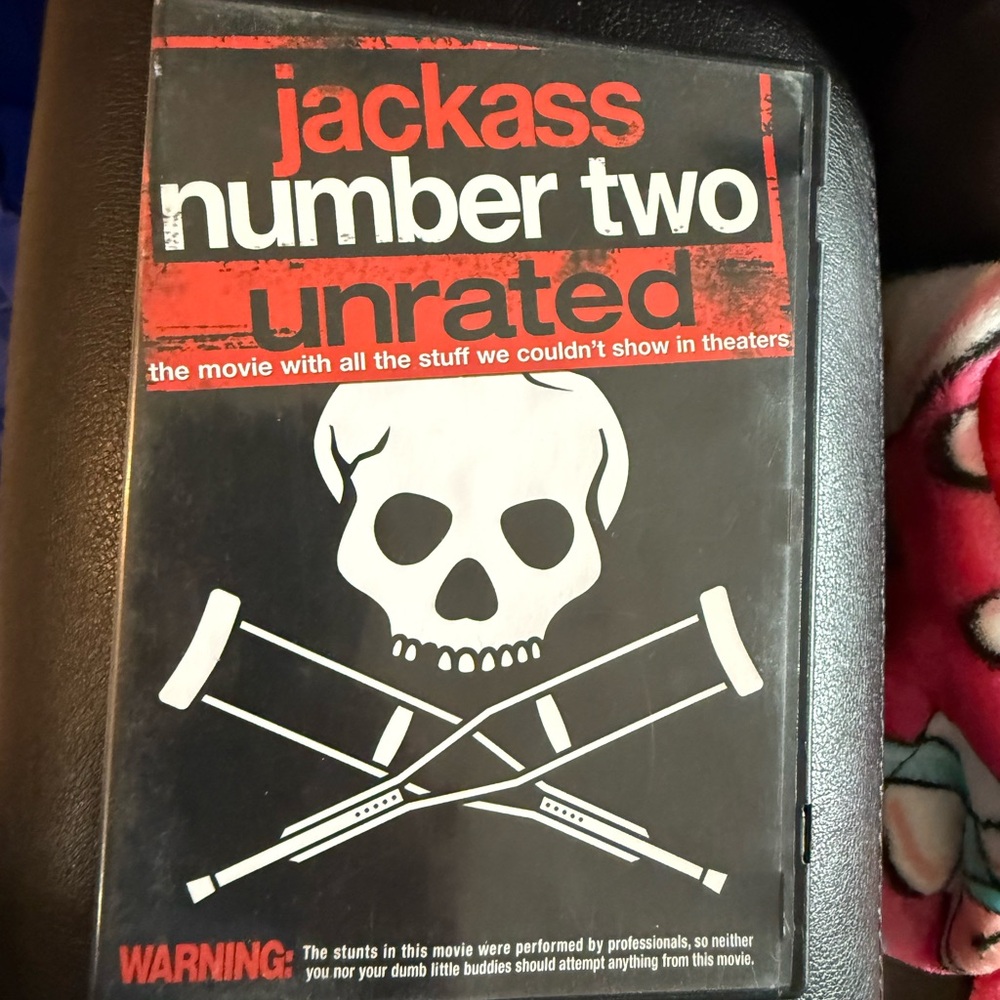 jackass
number two
unrated
the movie with all the stuff we couldn't show in theaters
WARNING: The stunts in this movie were performed by professionals, so neither
you nor your dumb little buddies should attempt anything from this movie.